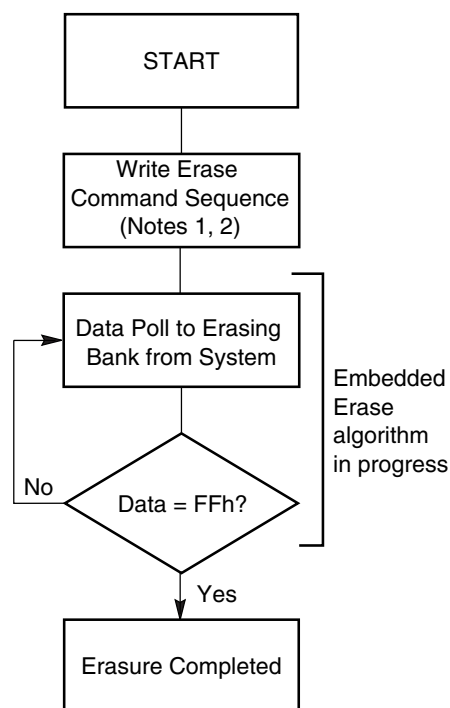 START
Write Erase
Command Sequence
(Notes 1, 2)
Data Poll to Erasing
Bank from System
Embedded
Erase
algorithm
in progress
No
Data = FFh?
Yes
Erasure Completed